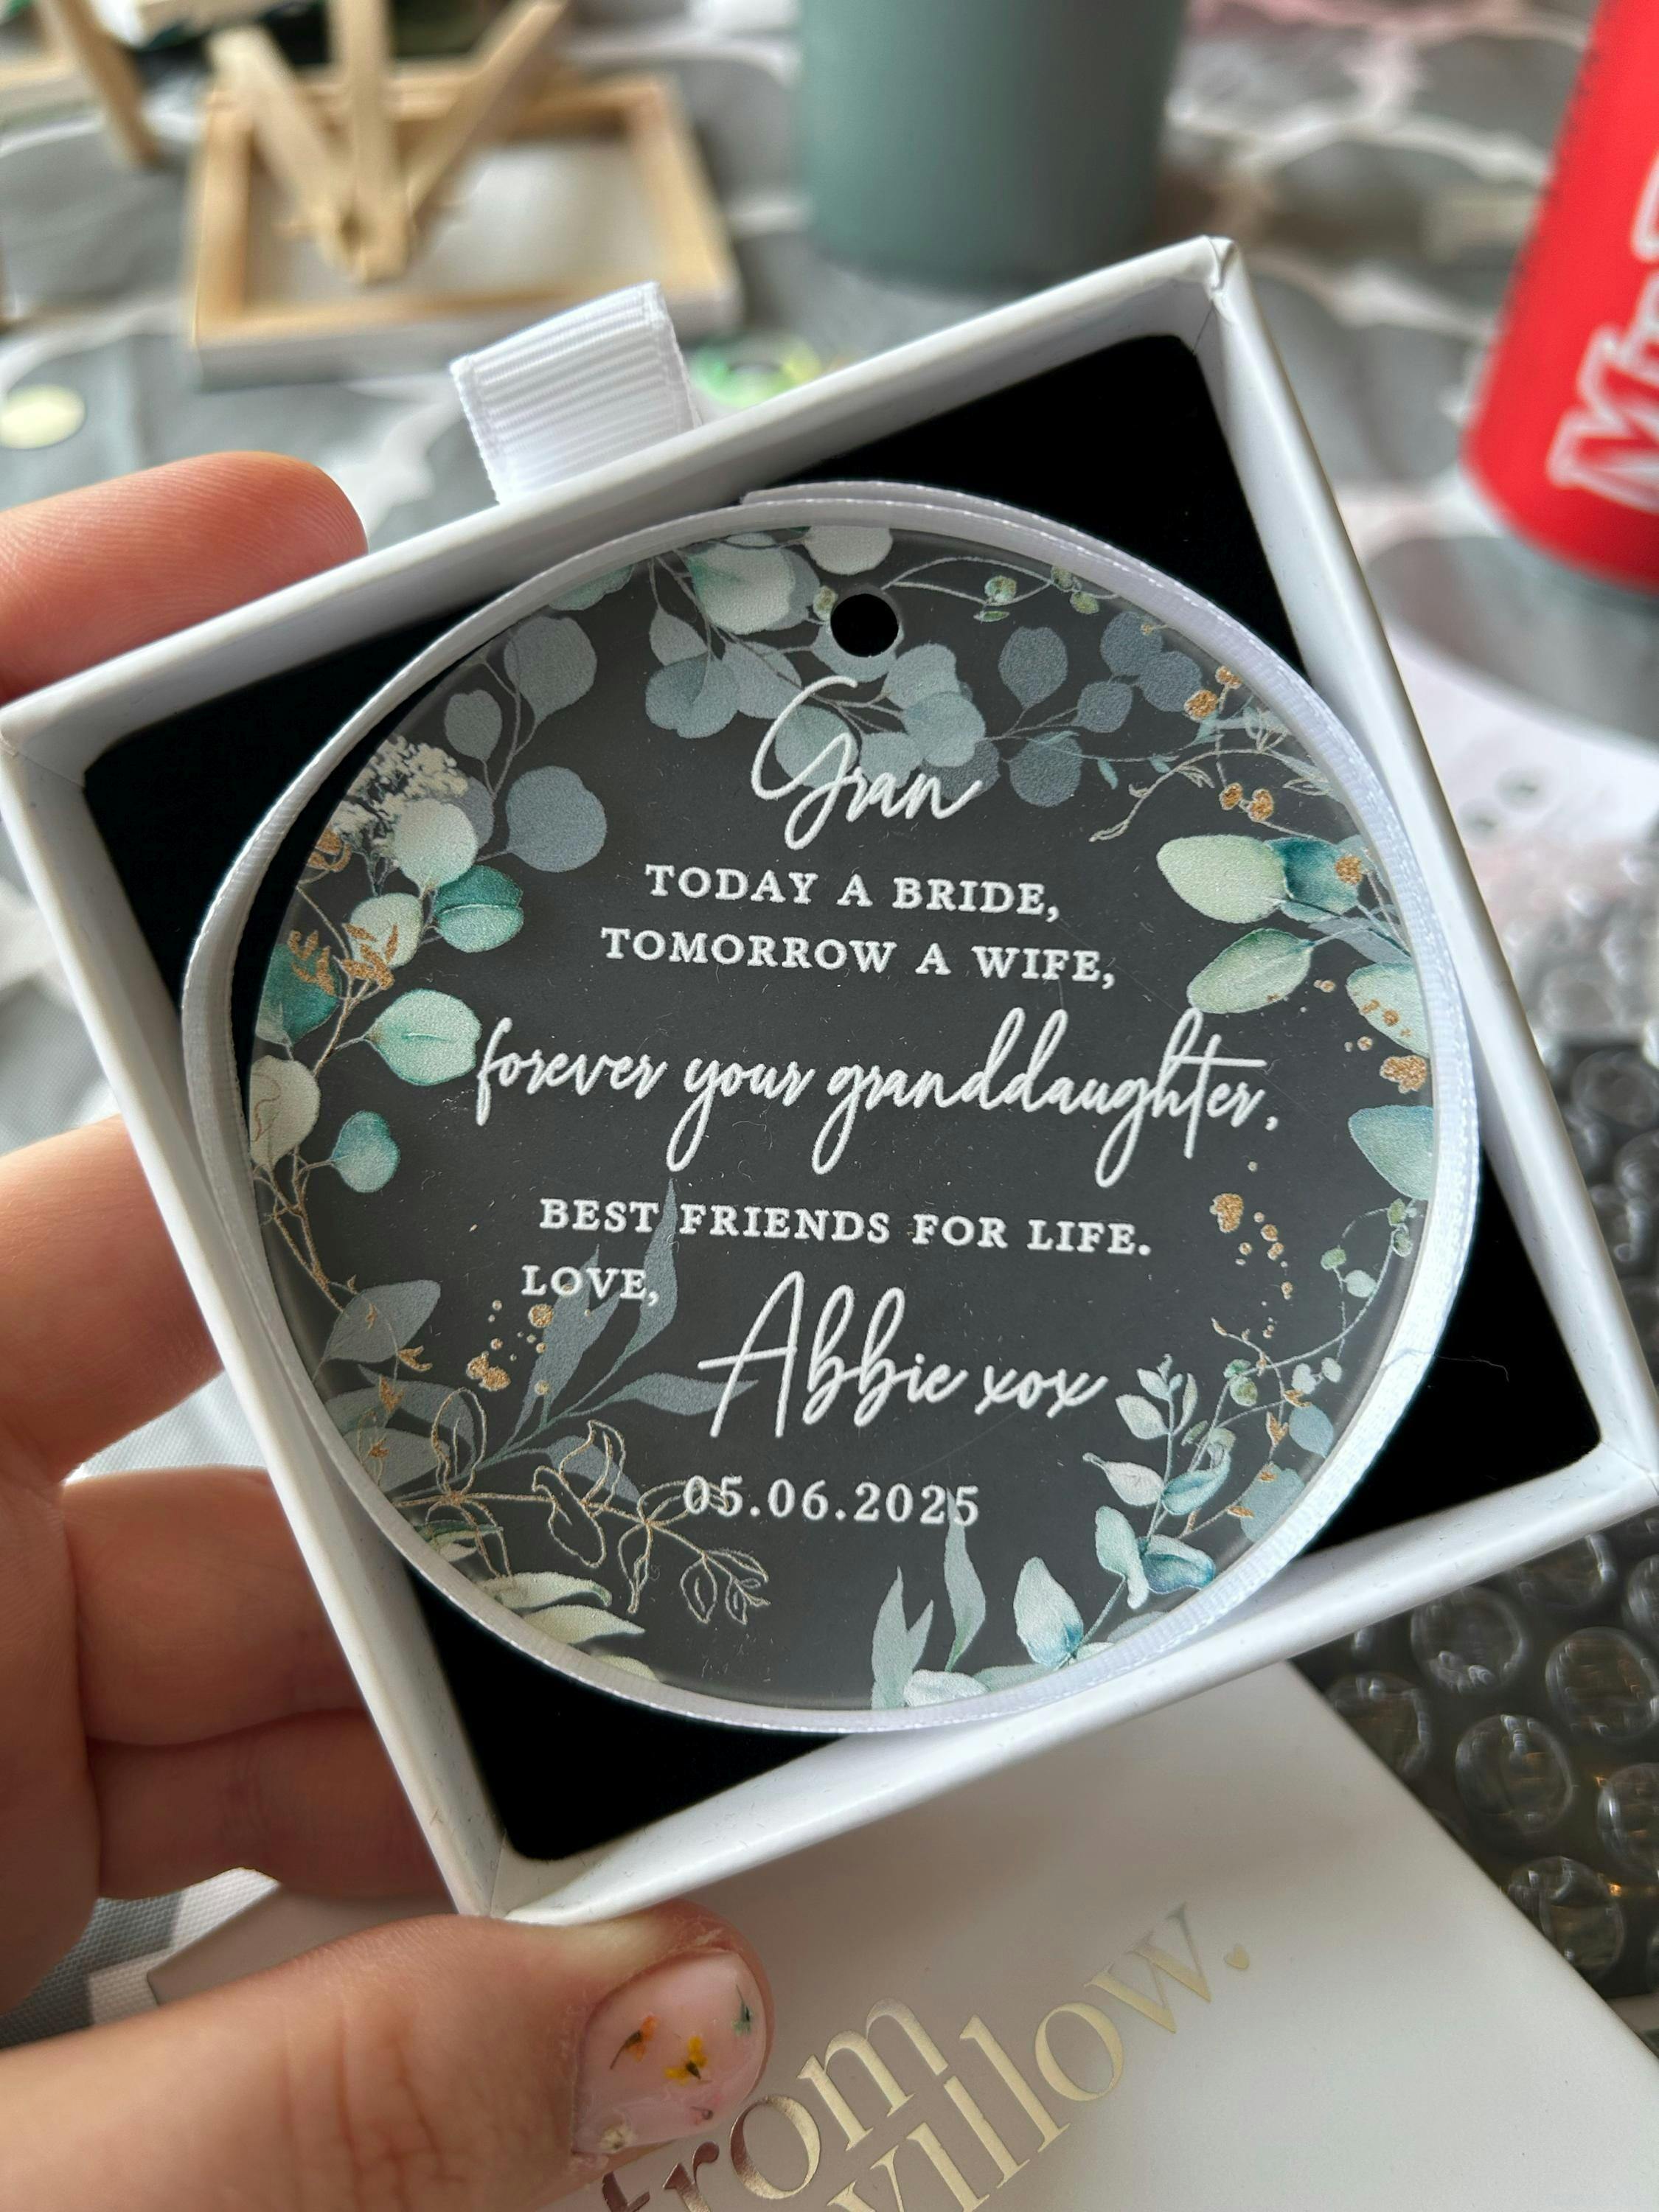 Gran
TODAY A BRIDE,
TOMORROW A WIFE,
forever your granddaughter,
BEST FRIENDS FOR LIFE.
LOVE, Abbie xox
05.06.2025
from
willow.